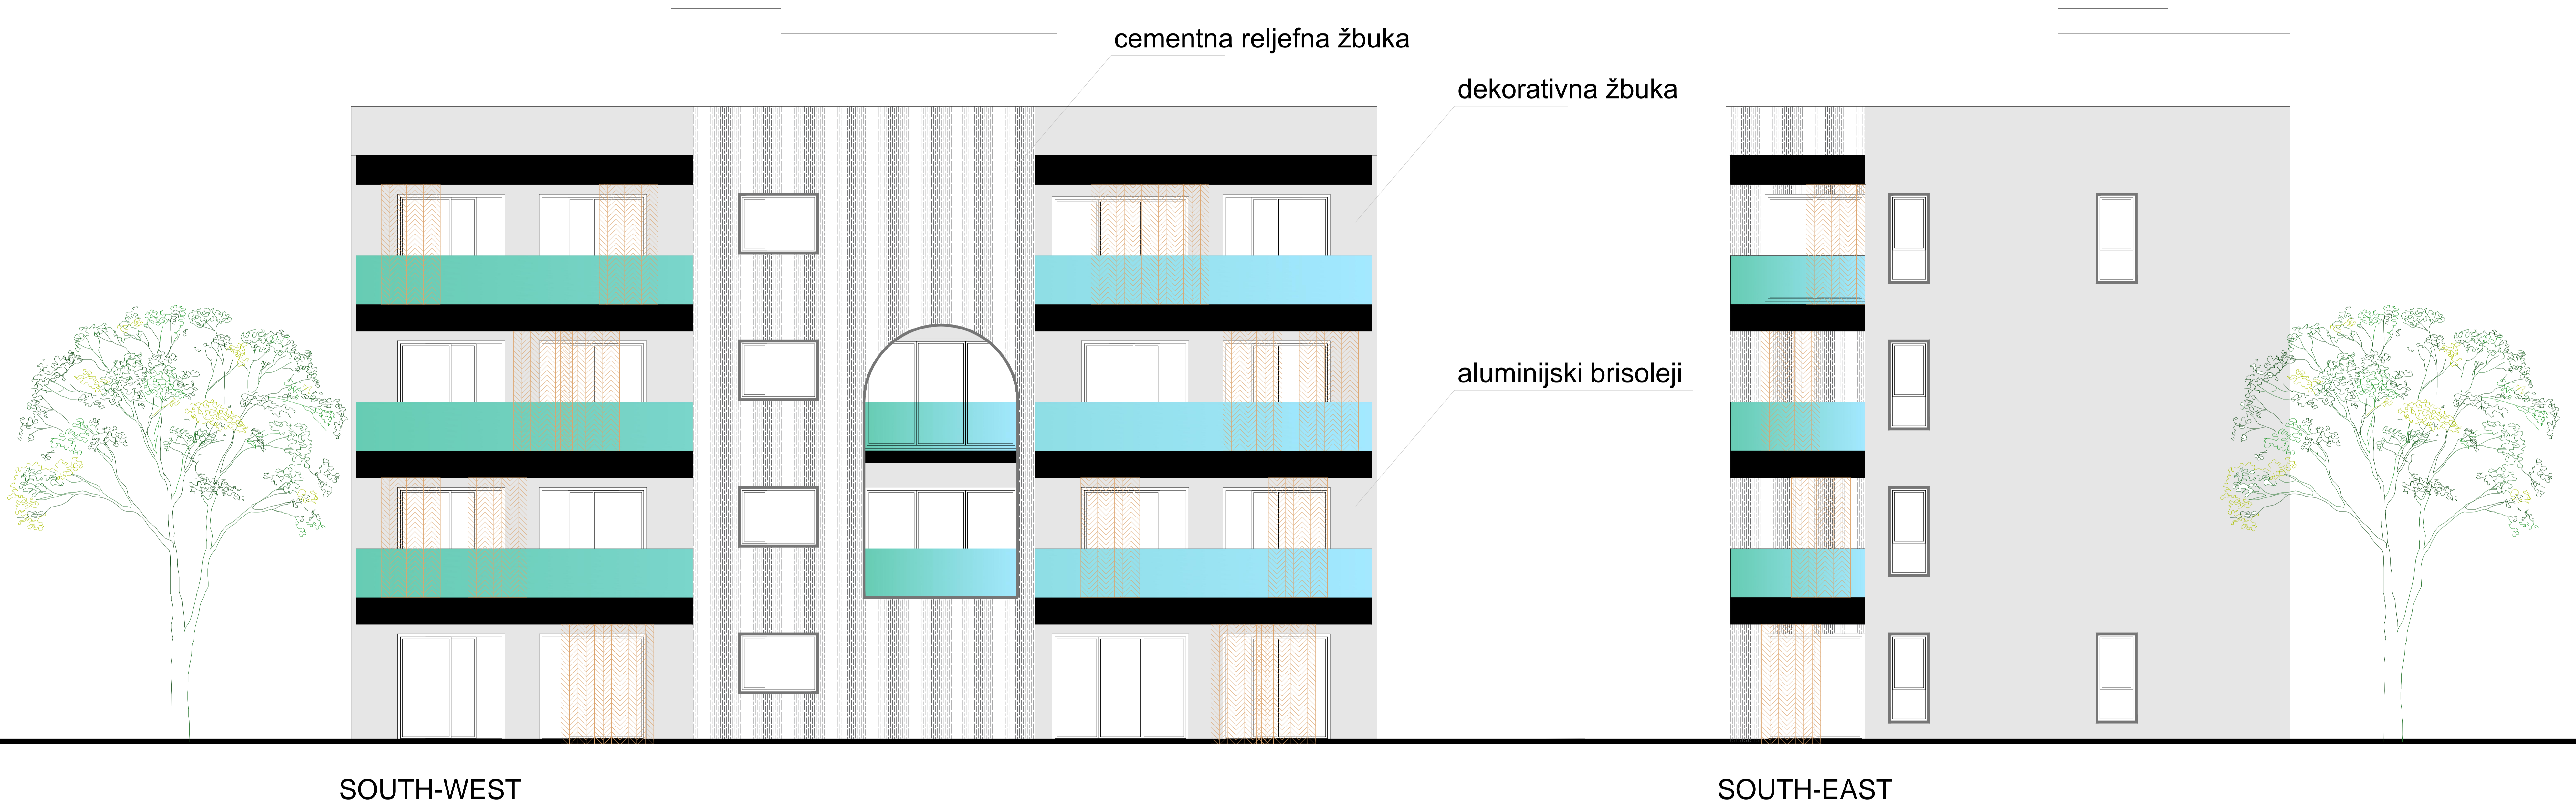 cementna reljefna žbuka
dekorativna žbuka
aluminijski brisoleji
SOUTH-WEST
SOUTH-EAST